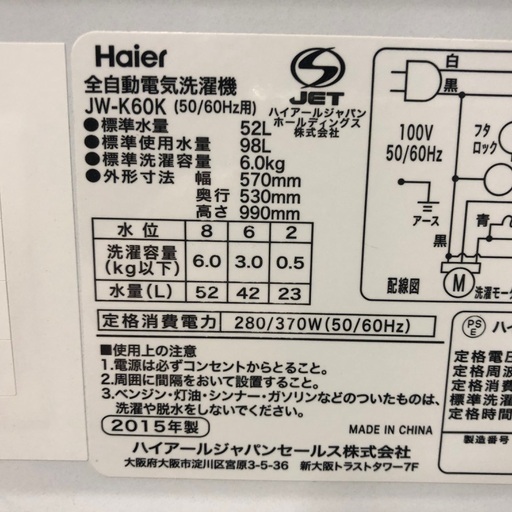 Haier
全自動電気洗濯機
JW-K60K (50/60Hz用)
●標準水量 52L
●標準使用水量 98L
●標準洗濯容量 6.0kg
●外形寸法 幅 570mm
奥行 530mm
高さ 990mm
JET
ハイアールジャパン
ホールディングス
株式会社
水位 8 6 2
洗濯容量
(kg以下) 6.0 3.0 0.5
水量(L) 52 42 23
定格消費電力 280/370W(50/60Hz)
■使用上の注意
1.電源は必ずコンセントからとること。
2.周囲に間隔をおいて設置すること。
3.ベンジン・灯油・シンナー・ガソリンなどのついたものは、
洗濯や脱水をしないでください。
2015年製
MADE IN CHINA
ハイアールジャパンセールス株式会社
大阪府大阪市淀川区宮原3-5-36 新大阪トラストタワー7F
白
黒
100V
50/60Hz
フタ
ロック
アース
青
黒
配線図
M
洗濯モータ
PS
E
ハイ
定格電圧
定格周波
定格消費
標準洗濯
定格時間
製造番号